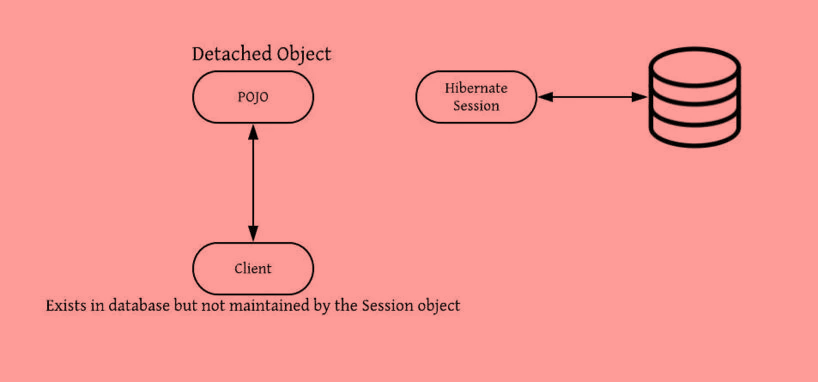 Detached Object
POJO
Hibernate
Session
Client
Exists in database but not maintained by the Session object